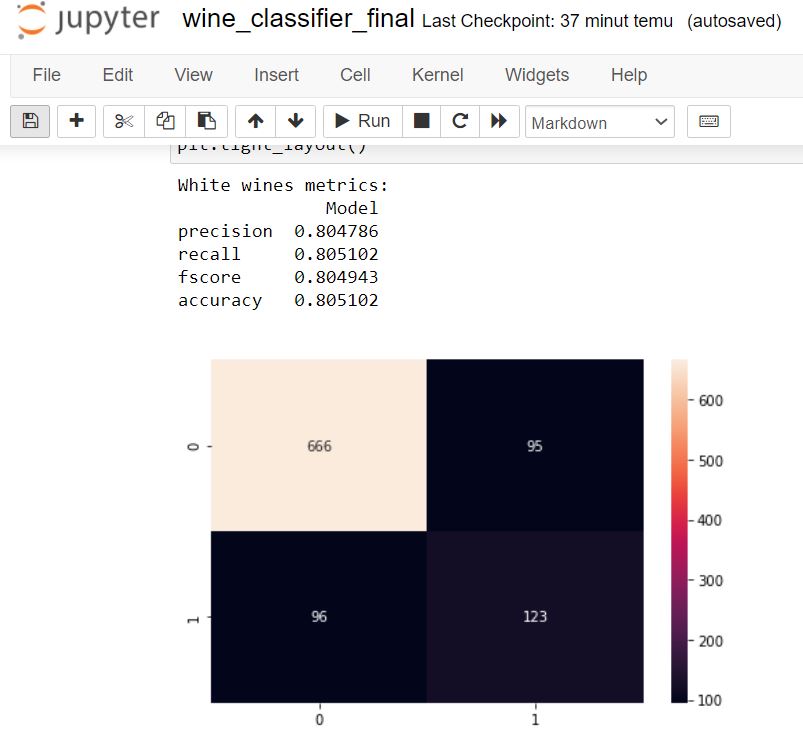 jupyter wine_classifier_final Last Checkpoint: 37 minut temu (autosaved)
File Edit View Insert Cell Kernel Widgets Help
Run Markdown
plt.tight_layout()
White wines metrics:
Model
precision 0.804786
recall 0.805102
fscore 0.804943
accuracy 0.805102
600
0 666 95
500
400
300
1 96 123
200
100
0 1